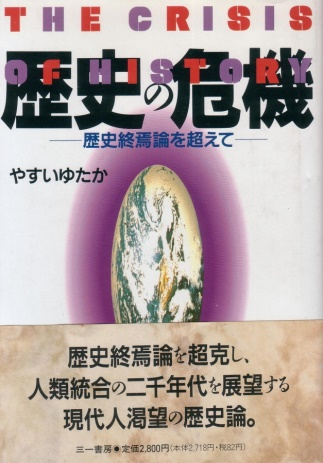 THE CRISIS
OF HISTORY
歴史の危機
──歴史終焉論を超えて──
やすいゆたか
歴史終焉論を超克し、
人類統合の二千年代を展望する
現代人渇望の歴史論。
三一書房●定価2,800円(本体2,718円・税82円)